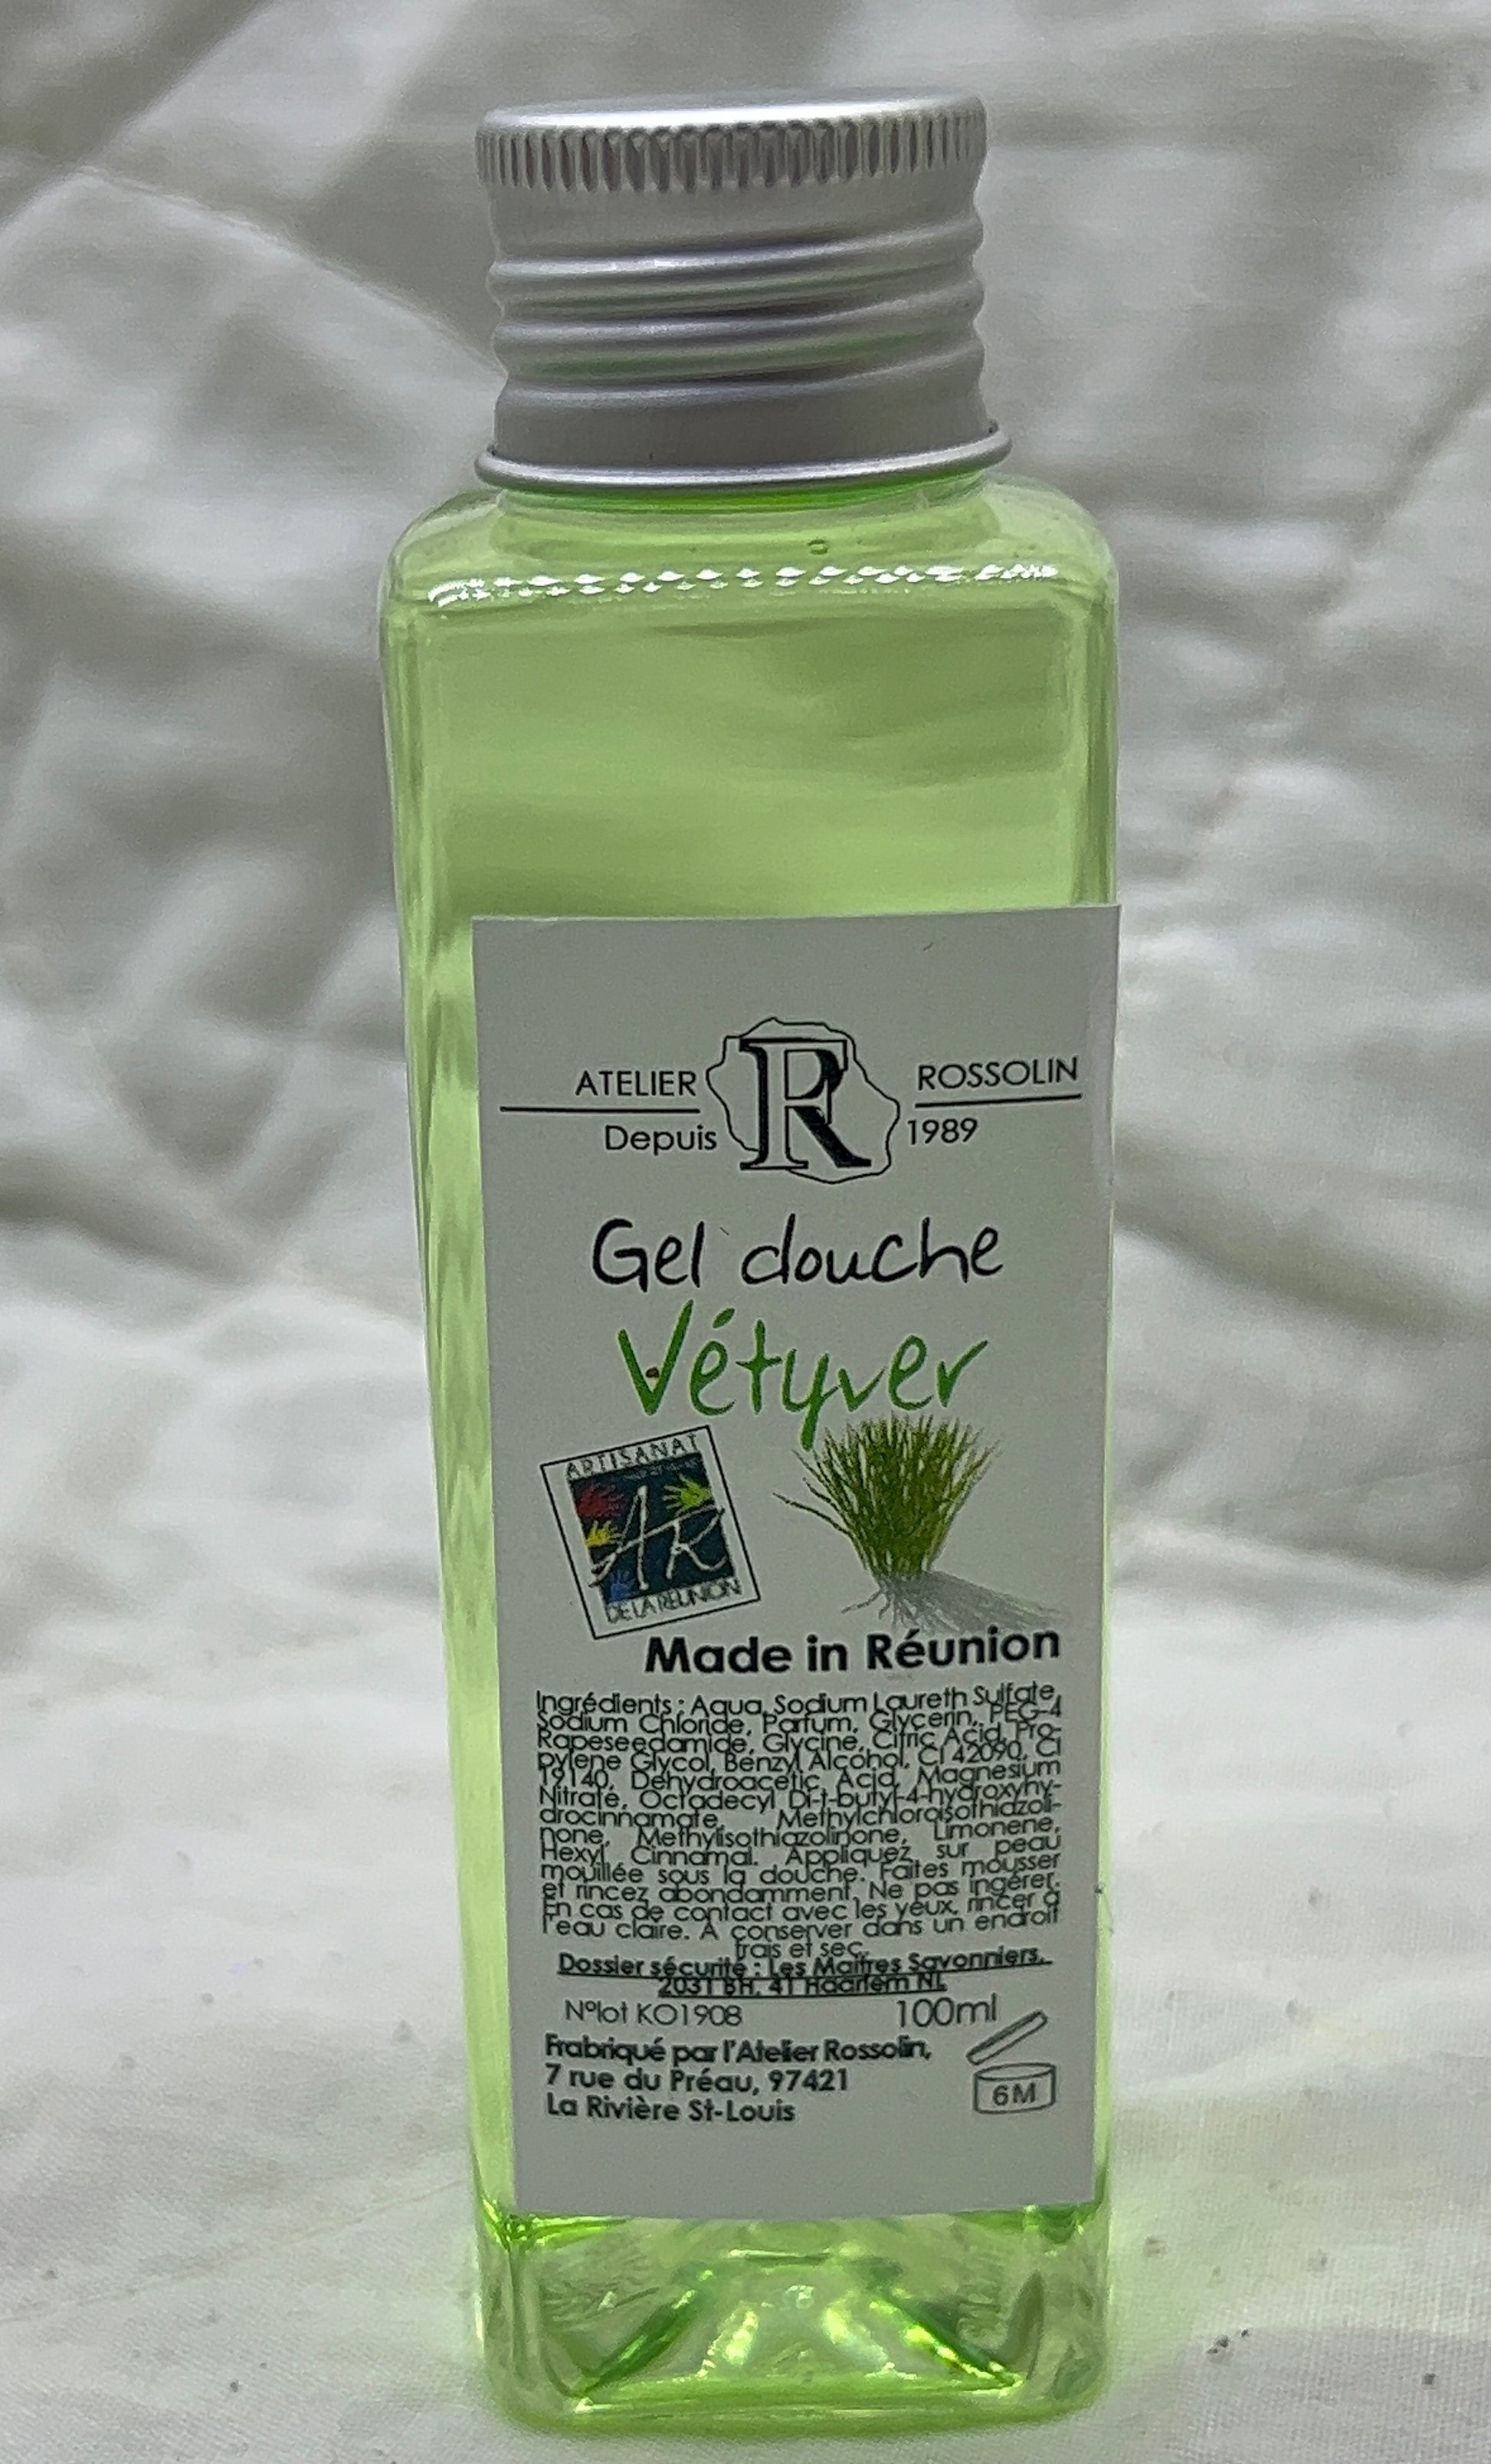 ATELIER R ROSSOLIN
Depuis 1989
Gel douche
Vétyver
ARTISANAT
AR
DE LA RÉUNION
Made in Réunion
Ingrédients : Aqua, Sodium Laureth Sulfate,
Sodium Chloride, Parfum, Glycerin, PEG-4
Rapeseedamide, Glycine, Citric Acid, Pro-
pylene Glycol, Benzyl Alcohol, CI 42090, CI
19140, Dehydroacetic Acid, Magnesium
Nitrate, Octadecyl Di-t-butyl-4-hydroxyhy-
drocinnamate, Methylchloroisothiazoli-
none, Methylisothiazolinone, Limonene,
Hexyl Cinnamal. Appliquez sur peau
mouillée sous la douche. Faites mousser
et rincez abondamment. Ne pas ingérer.
En cas de contact avec les yeux, rincer à
l'eau claire. A conserver dans un endroit
frais et sec.
Dossier sécurité : Les Maîtres Savonniers,
2031 BH, 41 Haarlem NL
N°lot KO1908 100ml
Frabriqué par l'Atelier Rossolin,
7 rue du Préau, 97421
La Rivière St-Louis
6M